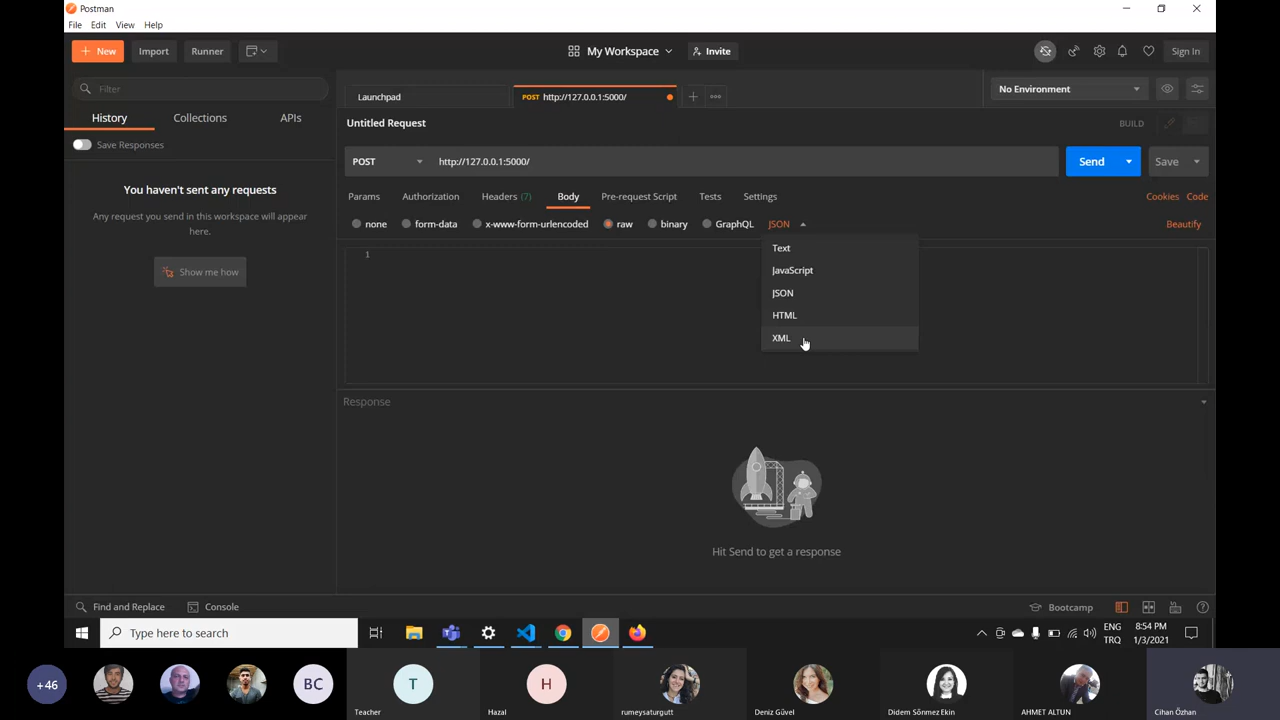 Postman
File Edit View Help
New Import Runner My Workspace Invite Sign In
Filter
Launchpad POST http://127.0.0.1:5000/ No Environment
History Collections APIs
Untitled Request BUILD
Save Responses
POST http://127.0.0.1:5000/ Send Save
You haven't sent any requests
Any request you send in this workspace will appear
here.
Show me how
Params Authorization Headers (7) Body Pre-request Script Tests Settings Cookies Code
none form-data x-www-form-urlencoded raw binary GraphQL JSON Beautify
1
Text
JavaScript
JSON
HTML
XML
Response
Hit Send to get a response
Find and Replace Console Bootcamp
Type here to search
ENG
TRQ
8:54 PM
1/3/2021
+46 BC T H
Teacher Hazal rumeysaturgutt Deniz Güvel Didem Sönmez Ekin AHMET ALTUN Cihan Özhan